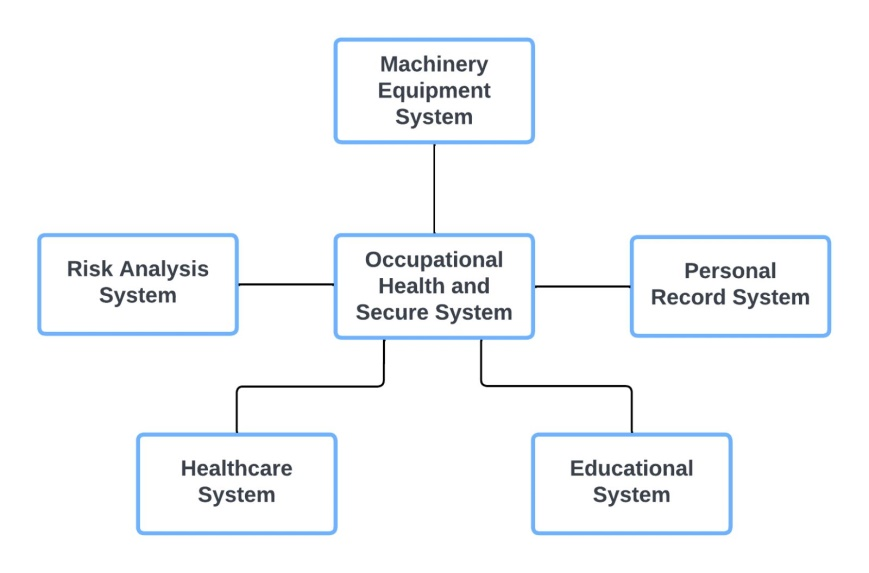 Machinery
Equipment
System
Risk Analysis
System
Occupational
Health and
Secure System
Personal
Record System
Healthcare
System
Educational
System